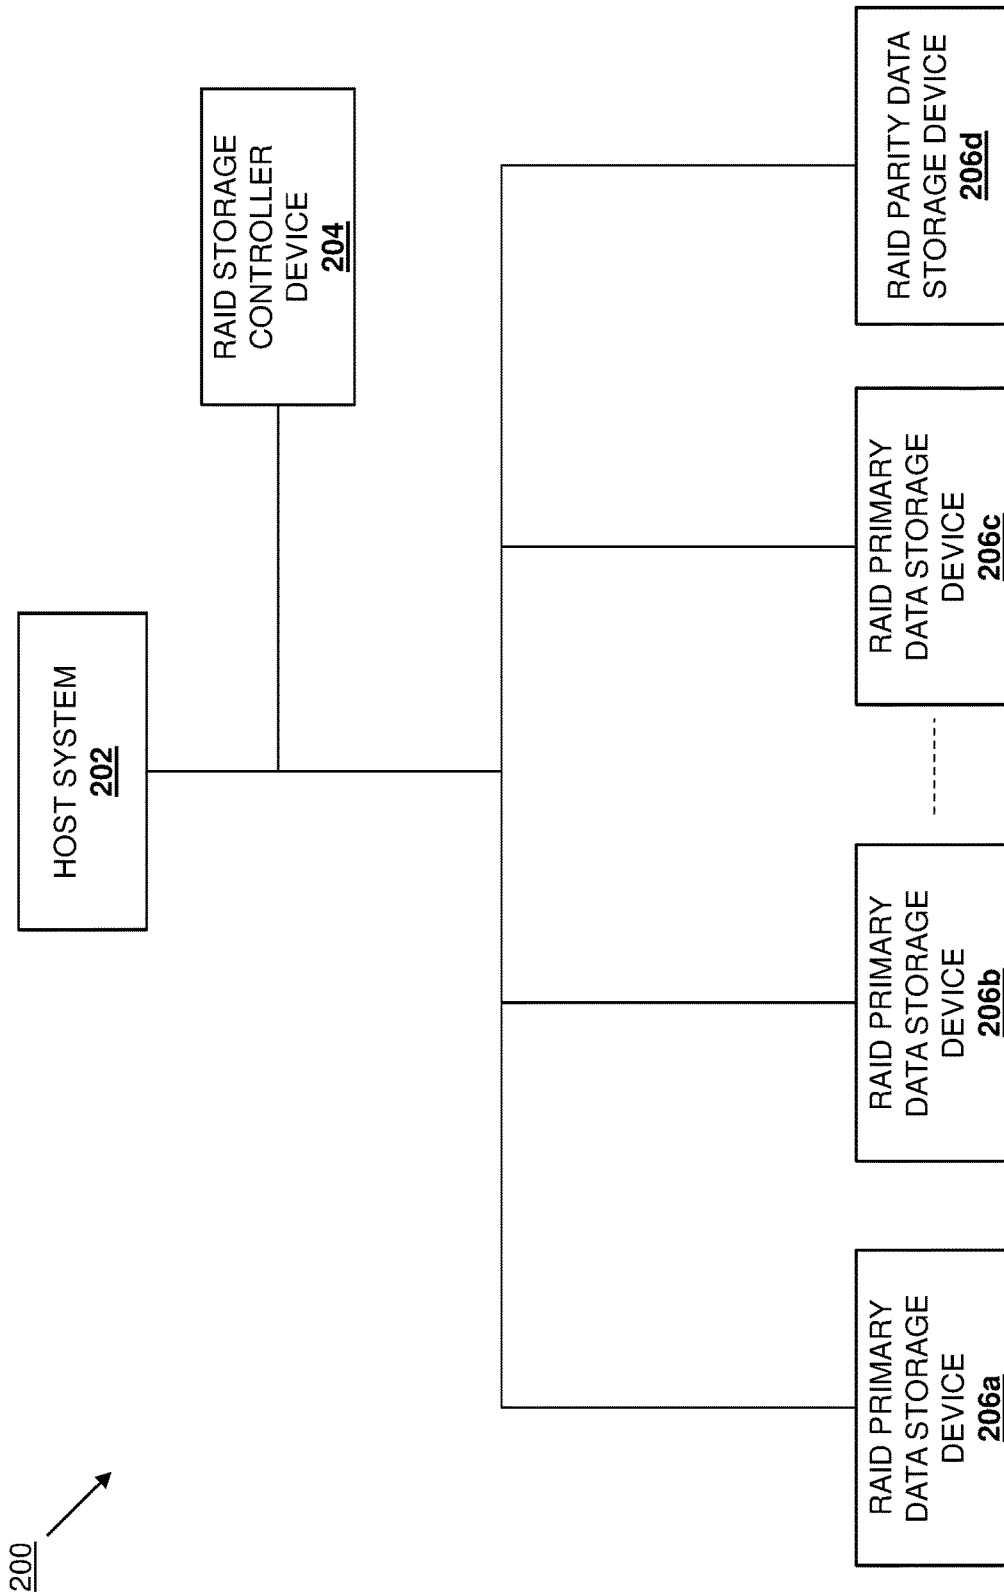 200
HOST SYSTEM
202
RAID STORAGE
CONTROLLER
DEVICE
204
RAID PRIMARY
DATA STORAGE
DEVICE
206a
RAID PRIMARY
DATA STORAGE
DEVICE
206b
RAID PRIMARY
DATA STORAGE
DEVICE
206c
RAID PARITY DATA
STORAGE DEVICE
206d